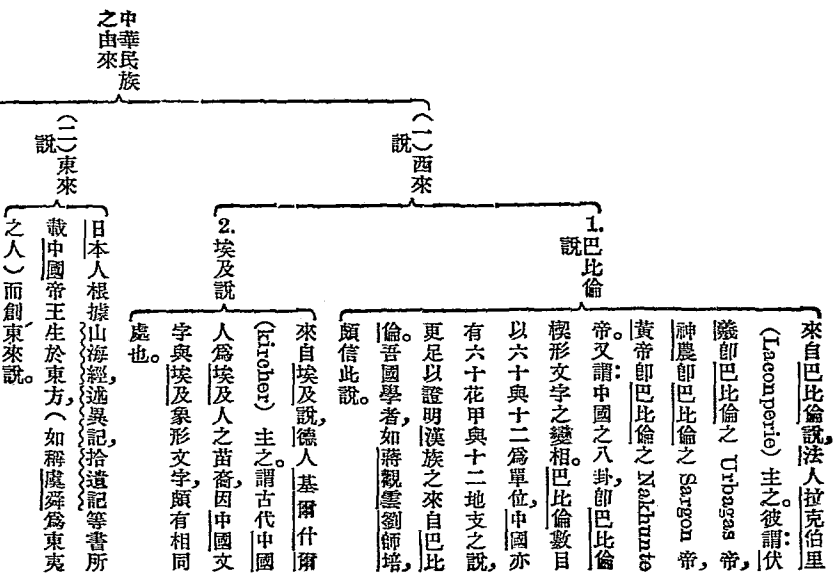 中華民族
之由來
（一）西來
說
1.巴比倫
說
來自巴比倫說，法人拉克伯里
(Laconperie) 主之。彼謂：伏
羲卽巴比倫之 Urbagas 帝，
神農卽巴比倫之 Sargon 帝，
黃帝卽巴比倫之 Nakhunte
帝。又謂：中國之八卦，卽巴比倫
楔形文字之變相。巴比倫數目
以六十與十二爲單位，中國亦
有六十花甲與十二地支之說，
更足以證明漢族之來自巴比
倫。吾國學者，如蔣觀雲劉師培，
頗信此說。
2.埃及說
來自埃及說，德人基爾什爾
(kircher) 主之。謂古代中國
人爲埃及人之苗裔，因中國文
字與埃及象形文字，頗有相同
處也。
（二）東來
說
日本人根據山海經，述異記，拾遺記等書所
載中國帝王生於東方，（如稱虞舜爲東夷
之人）而創東來說。